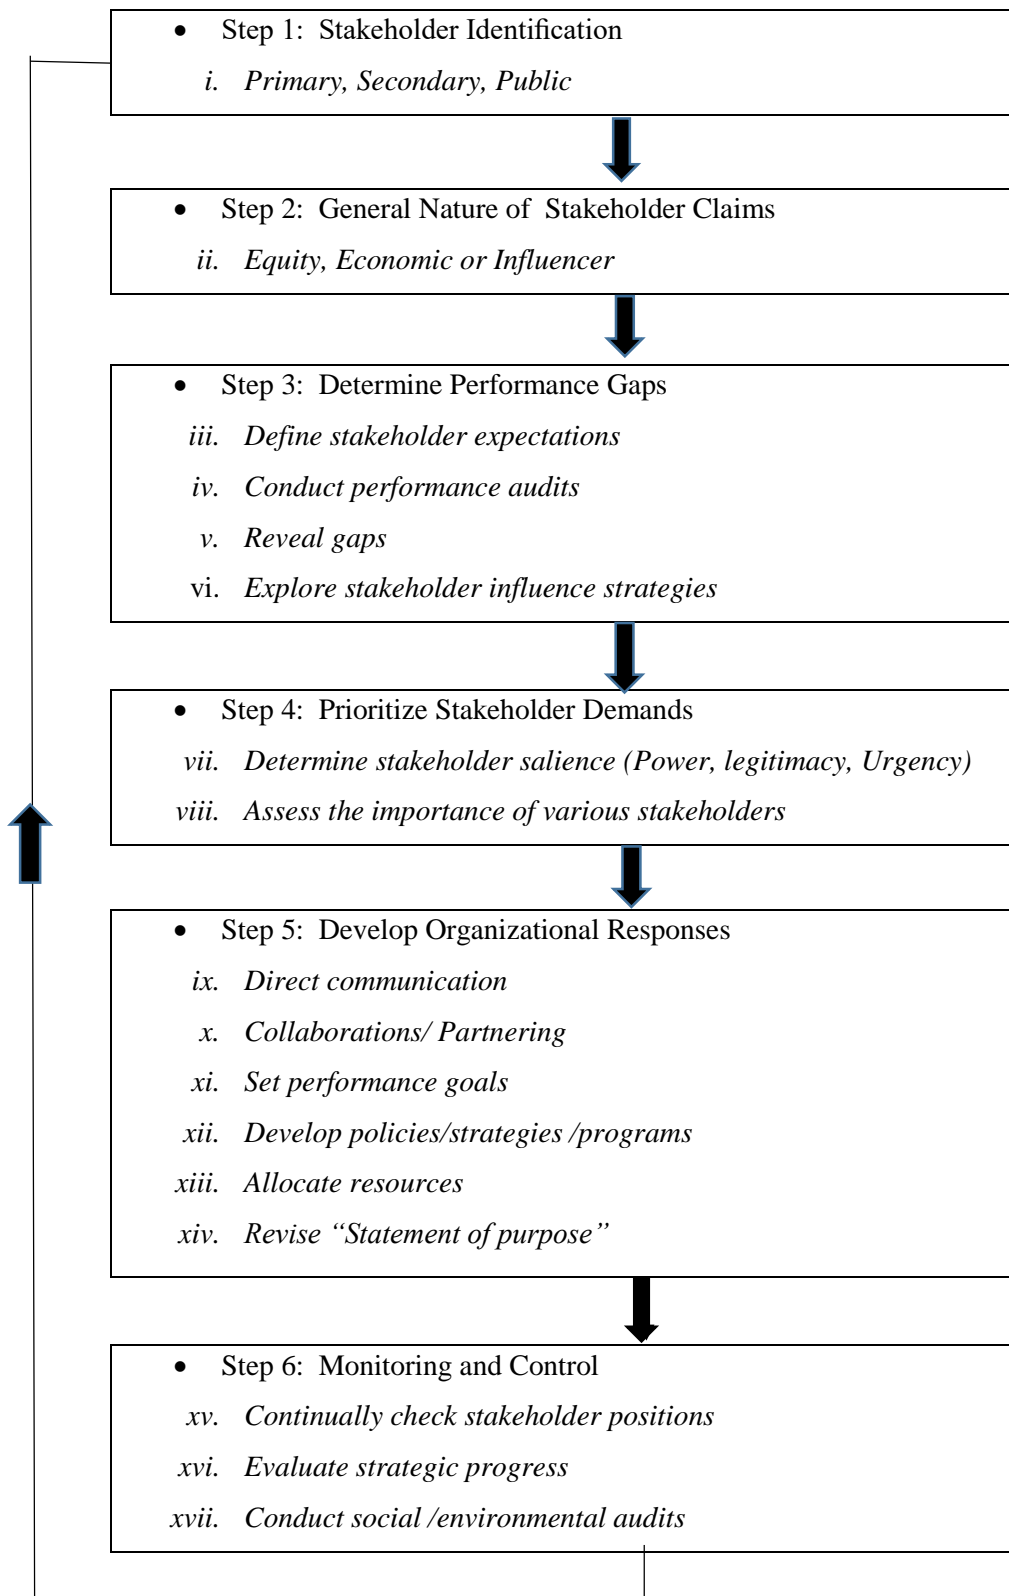 • Step 1: Stakeholder Identification
i. Primary, Secondary, Public
• Step 2: General Nature of Stakeholder Claims
ii. Equity, Economic or Influencer
• Step 3: Determine Performance Gaps
iii. Define stakeholder expectations
iv. Conduct performance audits
v. Reveal gaps
vi. Explore stakeholder influence strategies
• Step 4: Prioritize Stakeholder Demands
vii. Determine stakeholder salience (Power, legitimacy, Urgency)
viii. Assess the importance of various stakeholders
• Step 5: Develop Organizational Responses
ix. Direct communication
x. Collaborations/ Partnering
xi. Set performance goals
xii. Develop policies/strategies /programs
xiii. Allocate resources
xiv. Revise “Statement of purpose”
• Step 6: Monitoring and Control
xv. Continually check stakeholder positions
xvi. Evaluate strategic progress
xvii. Conduct social /environmental audits